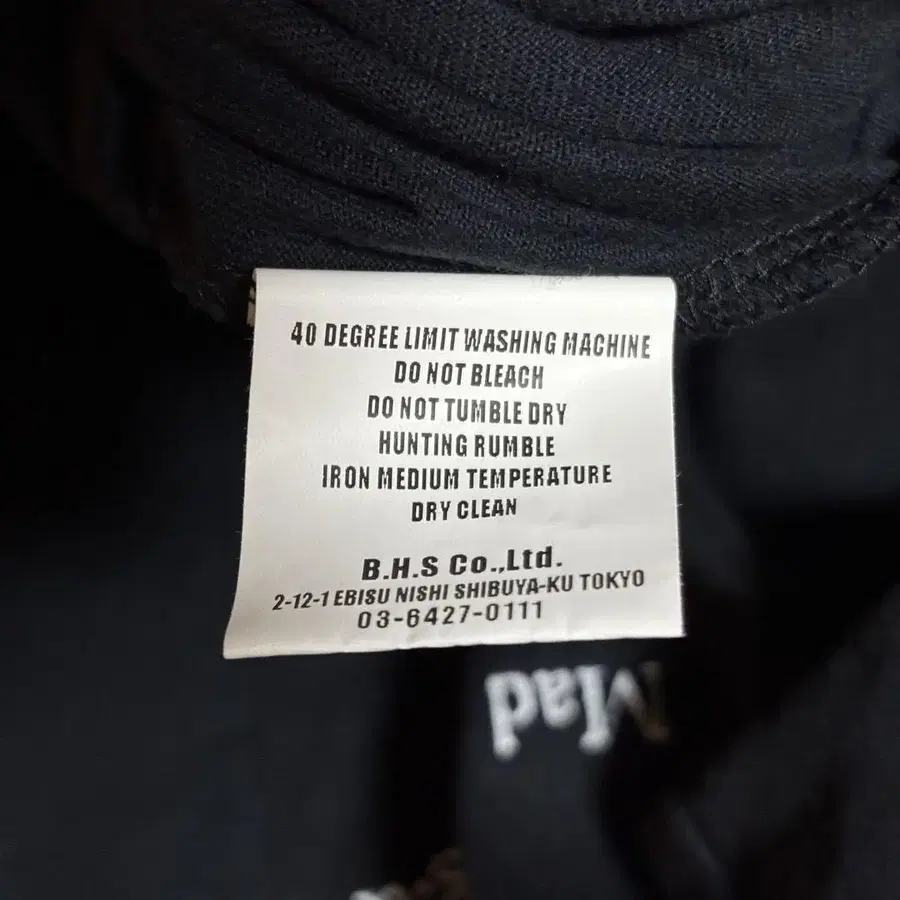 40 DEGREE LIMIT WASHING MACHINE
DO NOT BLEACH
DO NOT TUMBLE DRY
HUNTING RUMBLE
IRON MEDIUM TEMPERATURE
DRY CLEAN
B.H.S Co.,Ltd.
2-12-1 EBISU NISHI SHIBUYA-KU TOKYO
03-6427-0111
Mad